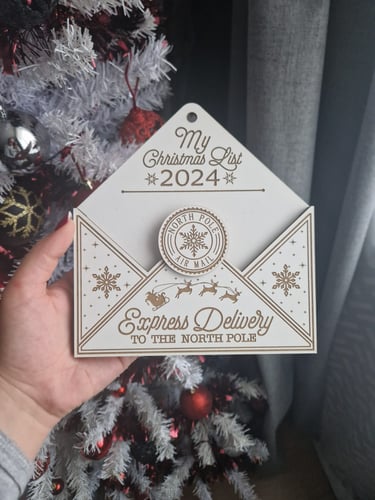 My
Christmas List
2024
NORTH POLE
AIR MAIL
Express Delivery
TO THE NORTH POLE